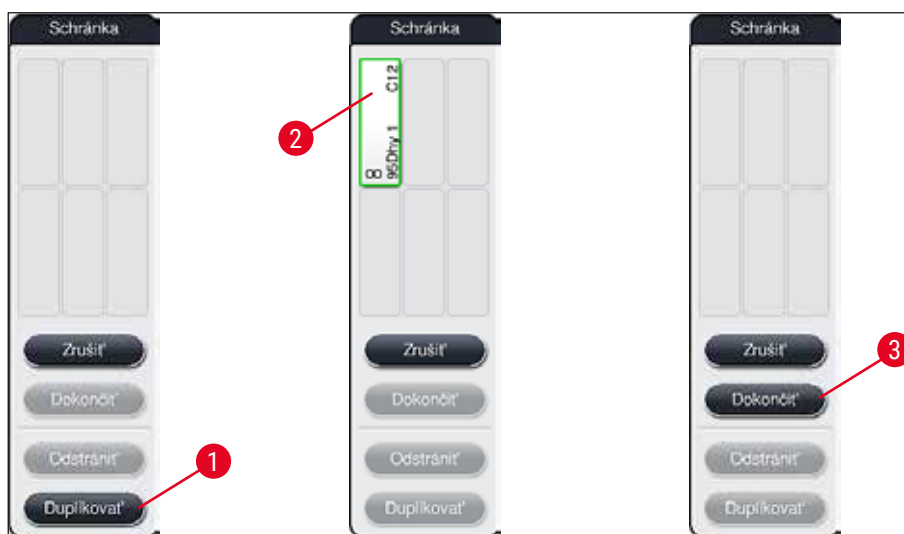 Schránka
Zrušiť
Dokončiť
Odstrániť
Duplikovať
1
Schránka
C12
95Dhy 1
8
2
Zrušiť
Dokončiť
Odstrániť
Duplikovať
Schránka
Zrušiť
Dokončiť
3
Odstrániť
Duplikovať